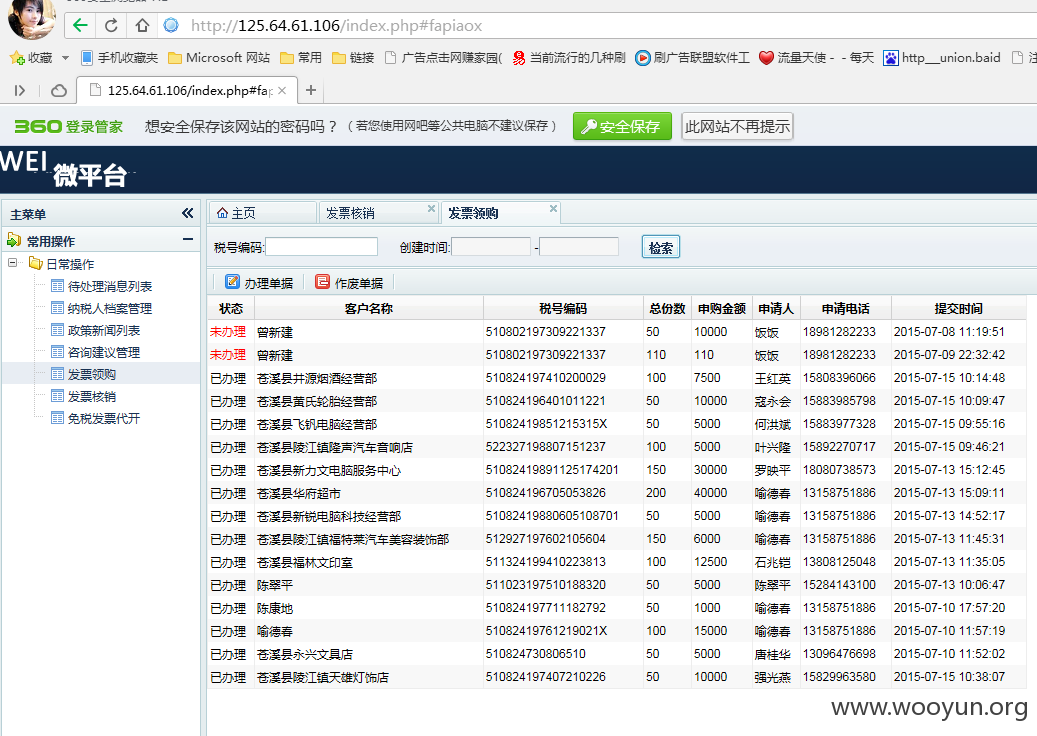 http://125.64.61.106/index.php#fapiaox
收藏 手机收藏夹 Microsoft 网站 常用 链接 广告点击网赚家园( 当前流行的几种刷 刷广告联盟软件工 流量天使 - - 每天 http__union.baid
125.64.61.106/index.php#fap
360 登录管家 想安全保存该网站的密码吗？（若您使用网吧等公共电脑不建议保存） 安全保存 此网站不再提示
WEI
微平台
主菜单 主页 发票核销 发票领购
常用操作
税号编码: 创建时间: - 检索
日常操作
待处理消息列表
纳税人档案管理
政策新闻列表
咨询建议管理
发票领购
发票核销
免税发票代开
办理单据 作废单据
状态 客户名称 税号编码 总份数 申购金额 申请人 申请电话 提交时间
未办理 曾新建 510802197309221337 50 10000 饭饭 18981282233 2015-07-08 11:19:51
未办理 曾新建 510802197309221337 110 110 饭饭 18981282233 2015-07-09 22:32:42
已办理 苍溪县井源烟酒经营部 510824197410200029 100 7500 王红英 15808396066 2015-07-15 10:14:48
已办理 苍溪县黄氏轮胎经营部 510824196401011221 50 10000 寇永会 15883985798 2015-07-15 10:09:47
已办理 苍溪县飞钒电脑经营部 51082419851215315X 50 5000 何洪斌 15883977328 2015-07-15 09:55:16
已办理 苍溪县陵江镇隆声汽车音响店 522327198807151237 100 5000 叶兴隆 15892270717 2015-07-15 09:46:21
已办理 苍溪县新力文电脑服务中心 51082419891125174201 150 30000 罗映平 18080738573 2015-07-13 15:12:45
已办理 苍溪县华府超市 510824196705053826 200 40000 喻德春 13158751886 2015-07-13 15:09:11
已办理 苍溪县新锐电脑科技经营部 51082419880605108701 50 5000 喻德春 13158751886 2015-07-13 14:52:17
已办理 苍溪县陵江镇福特莱汽车美容装饰部 512927197602105604 150 6000 喻德春 13158751886 2015-07-13 11:45:31
已办理 苍溪县福林文印室 511324199410223813 100 12500 石兆铠 13808125048 2015-07-13 11:35:05
已办理 陈翠平 511023197510188320 50 5000 陈翠平 15284143100 2015-07-13 10:06:47
已办理 陈康地 510824197711182792 50 1000 喻德春 13158751886 2015-07-10 17:57:20
已办理 喻德春 51082419761219021X 100 15000 喻德春 13158751886 2015-07-10 11:57:19
已办理 苍溪县永兴文具店 510824730806510 50 5000 唐桂华 13096476698 2015-07-10 11:52:02
已办理 苍溪县陵江镇天雄灯饰店 510824197407210226 50 10000 强光燕 15829963580 2015-07-15 10:38:07
www.wooyun.org